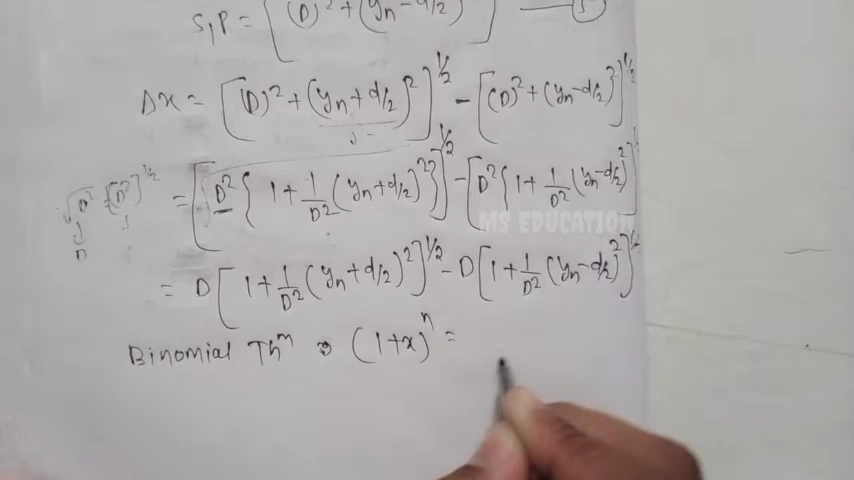 S₁P = [(D)² + (yₙ - d/2)²] —— 5
Δx = [(D)² + (yₙ + d/2)²]^½ - [(D)² + (yₙ - d/2)²]^½
√D² (D²)^½ = [D² { 1 + 1/D² (yₙ + d/2)² }]^½ - [D² { 1 + 1/D² (yₙ - d/2)² }]^½
D
MS EDUCATION
= D [1 + 1/D² (yₙ + d/2)²]^½ - D [1 + 1/D² (yₙ - d/2)²]^½
Binomial Thᵐ (1+x)ⁿ =